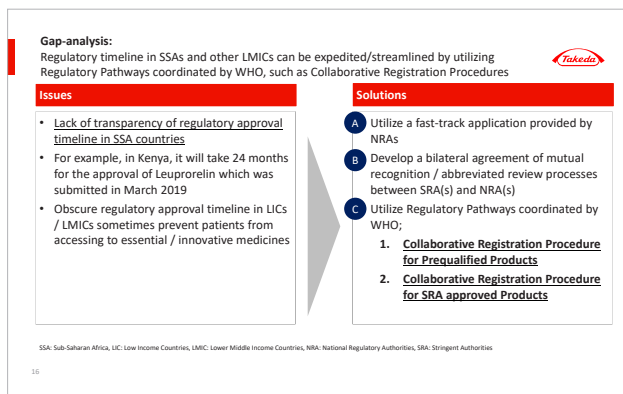 Gap-analysis:
Regulatory timeline in SSAs and other LMICs can be expedited/streamlined by utilizing
Regulatory Pathways coordinated by WHO, such as Collaborative Registration Procedures
Takeda
Issues
• Lack of transparency of regulatory approval
timeline in SSA countries
• For example, in Kenya, it will take 24 months
for the approval of Leuprorelin which was
submitted in March 2019
• Obscure regulatory approval timeline in LICs
/ LMICs sometimes prevent patients from
accessing to essential / innovative medicines
Solutions
A Utilize a fast-track application provided by
NRAs
B Develop a bilateral agreement of mutual
recognition / abbreviated review processes
between SRA(s) and NRA(s)
C Utilize Regulatory Pathways coordinated by
WHO;
1. Collaborative Registration Procedure
for Prequalified Products
2. Collaborative Registration Procedure
for SRA approved Products
SSA: Sub-Saharan Africa, LIC: Low Income Countries, LMIC: Lower Middle Income Countries, NRA: National Regulatory Authorities, SRA: Stringent Authorities
16